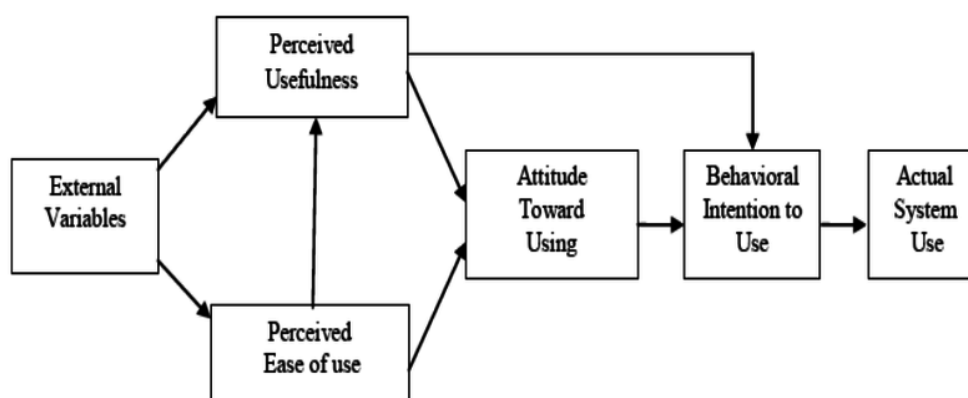 Perceived
Usefulness
External
Variables
Attitude
Toward
Using
Behavioral
Intention to
Use
Actual
System
Use
Perceived
Ease of use